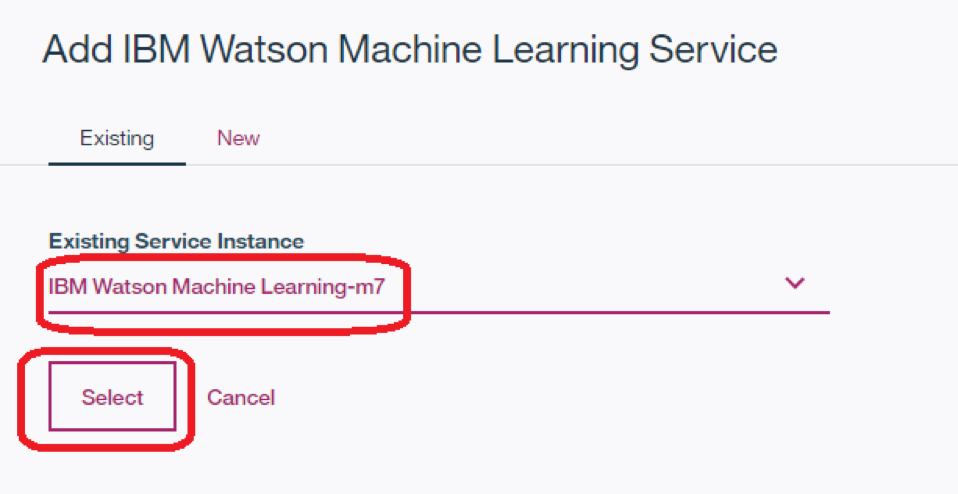 Add IBM Watson Machine Learning Service
Existing New
Existing Service Instance
IBM Watson Machine Learning-m7
Select Cancel